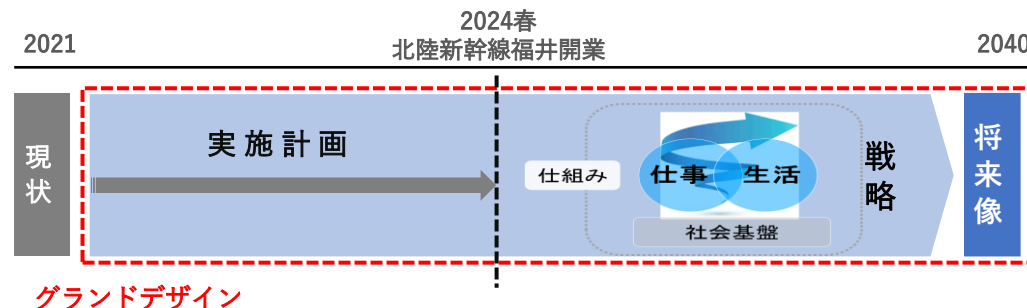 2021
2024春
北陸新幹線福井開業
2040
現状
実施計画
仕組み
仕事
生活
社会基盤
戦略
将来像
グランドデザイン